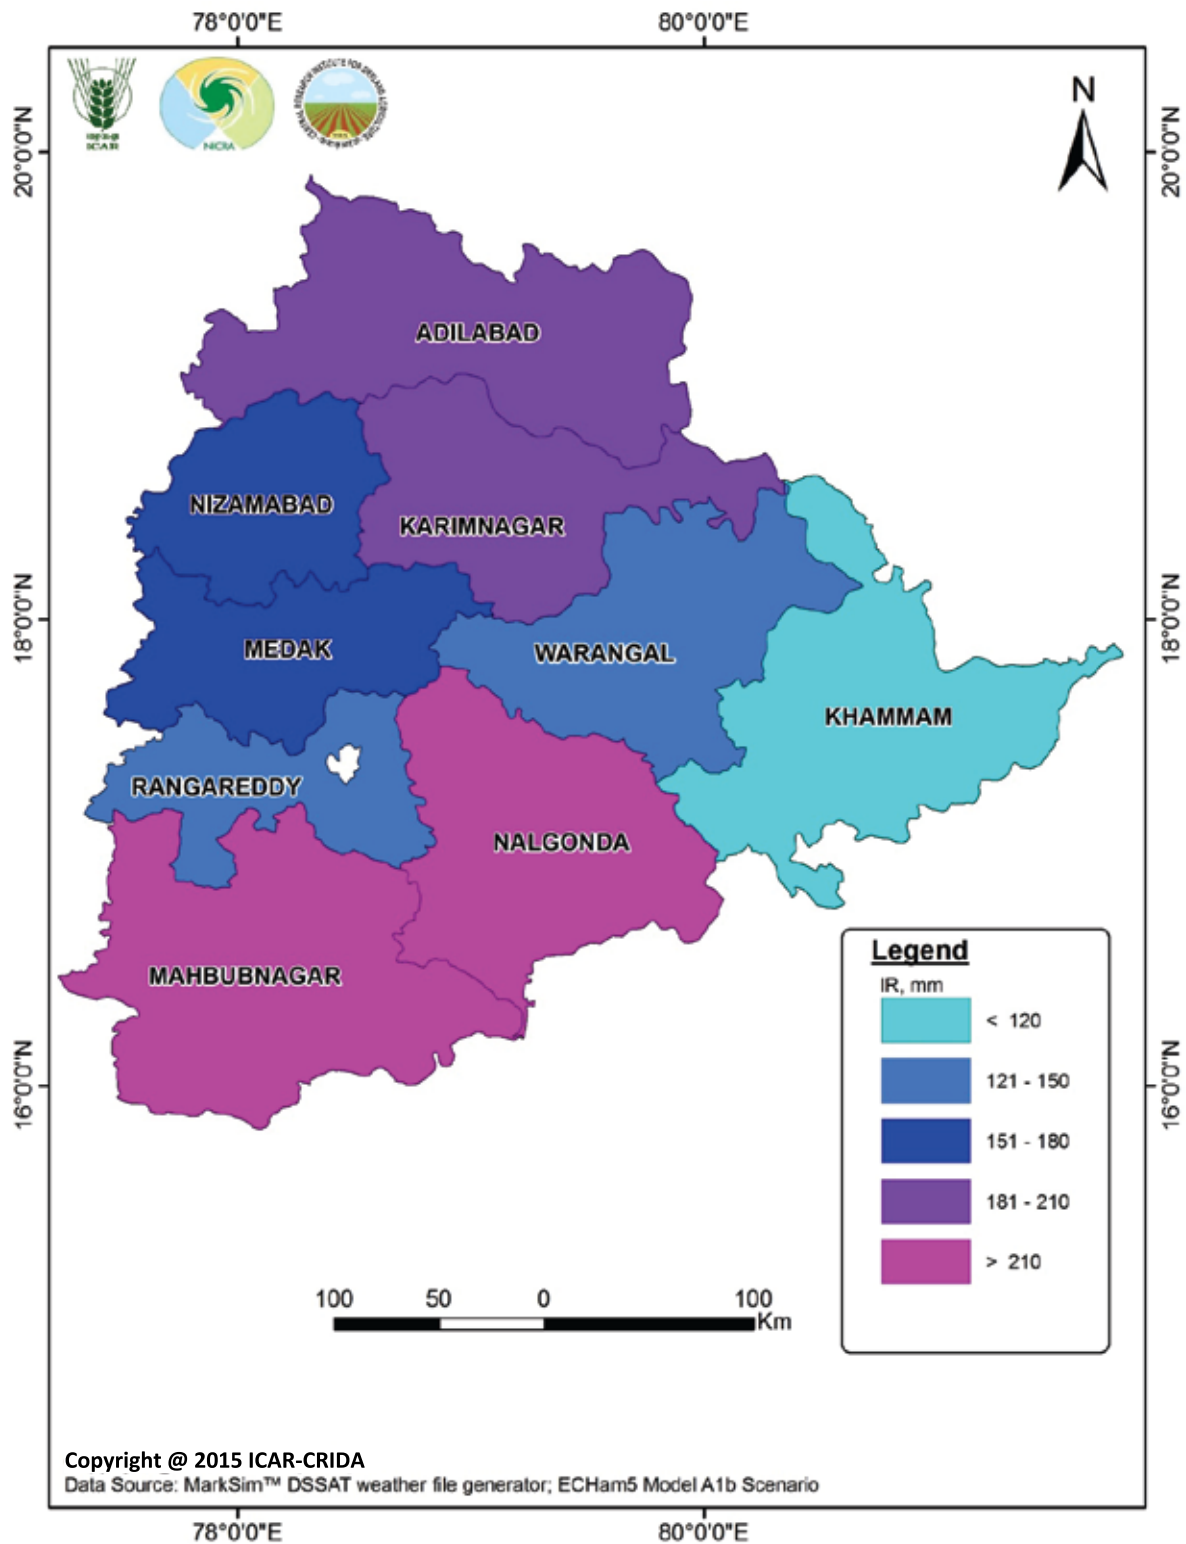 78°0'0"E 80°0'0"E
20°0'0"N
20°0'0"N
ICAR
NICRA
N
ADILABAD
NIZAMABAD
KARIMNAGAR
18°0'0"N
18°0'0"N
MEDAK
WARANGAL
KHAMMAM
RANGAREDDY
NALGONDA
MAHBUBNAGAR
16°0'0"N
16°0'0"N
Legend
IR, mm
< 120
121 - 150
151 - 180
181 - 210
> 210
100 50 0 100
Km
Copyright @ 2015 ICAR-CRIDA
Data Source: MarkSim™ DSSAT weather file generator; ECHam5 Model A1b Scenario
78°0'0"E 80°0'0"E